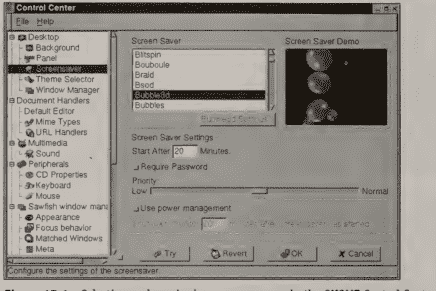 Control Center
File Help
Desktop
Background
Panel
Screensaver
Theme Selector
Window Manager
Document Handlers
Default Editor
Mime Types
URL Handlers
Multimedia
Sound
Peripherals
CD Properties
Keyboard
Mouse
Sawfish window mana
Appearance
Focus behavior
Matched Windows
Meta
Screen Saver
Blitspin
Bouboule
Braid
Bsod
Bubble3d
Bubbles
Screen Saver Demo
Screen Saver Settings
Start After 20 Minutes.
Require Password
Priority
Low Normal
Use power management
Try Revert OK Cancel
Configure the settings of the screensaver.